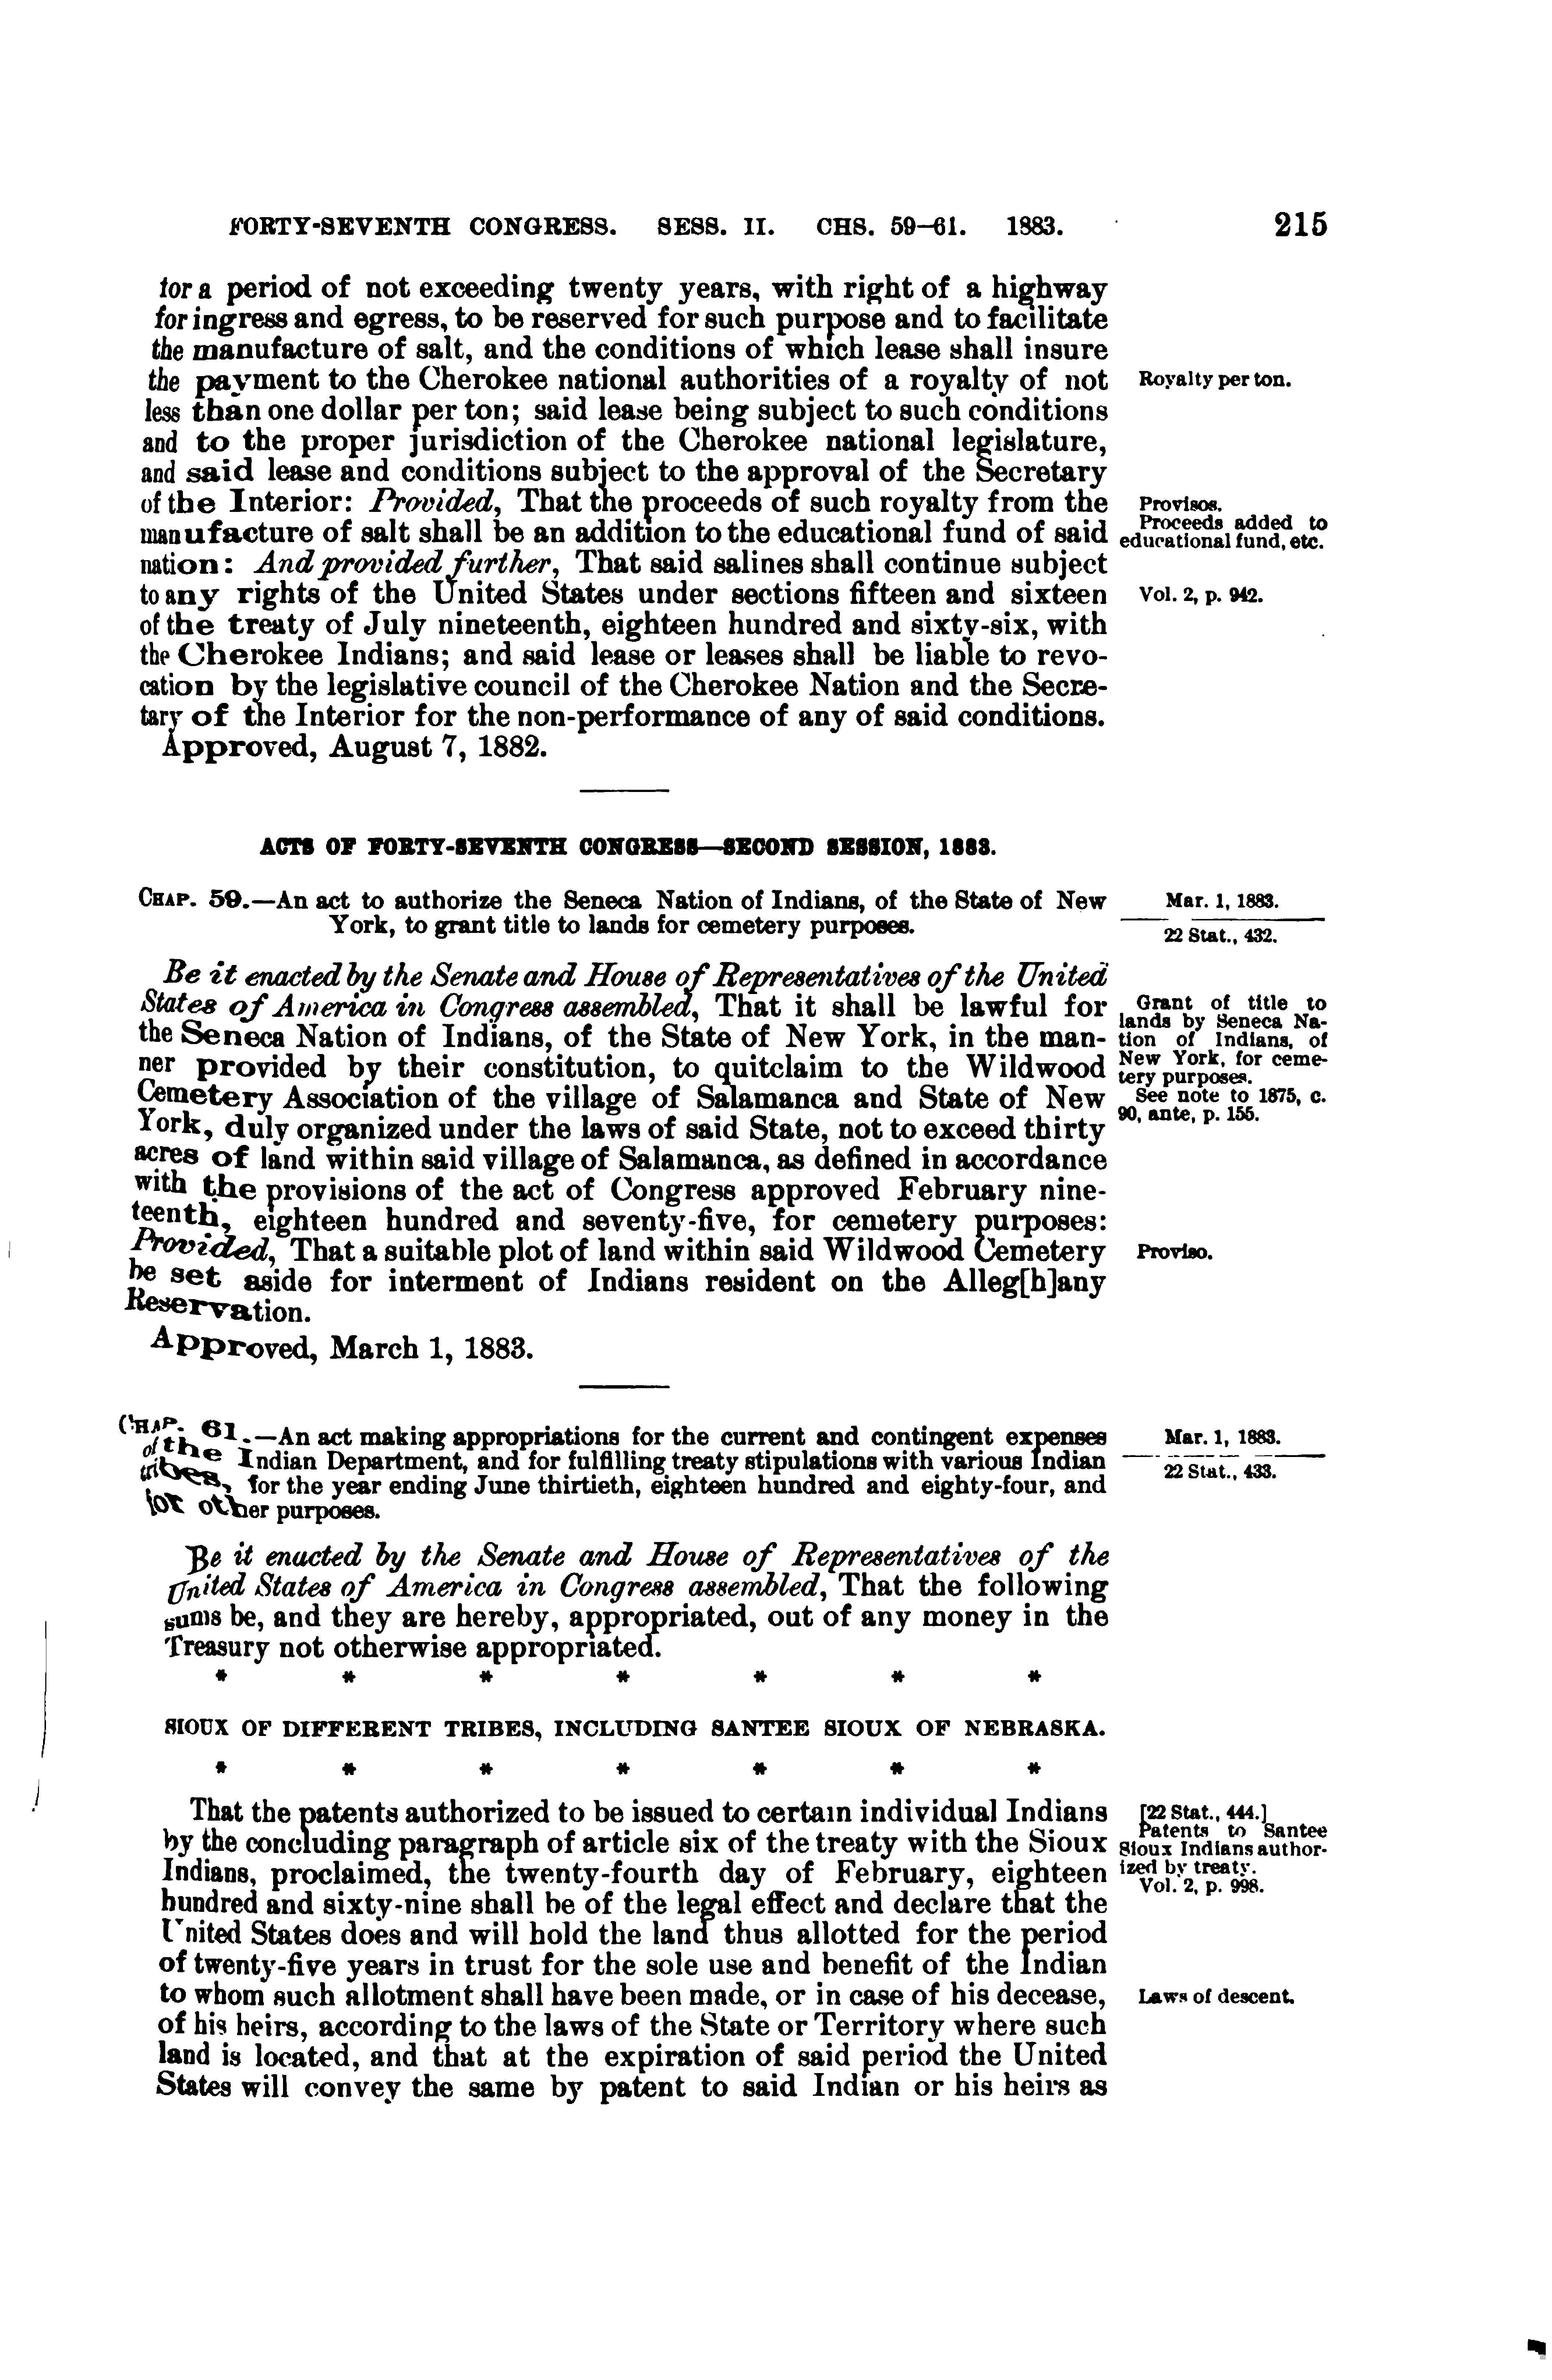 FORTY-SEVENTH CONGRESS. SESS. II. CHS. 59–61. 1883. 215
for a period of not exceeding twenty years, with right of a highway
for ingress and egress, to be reserved for such purpose and to facilitate
the manufacture of salt, and the conditions of which lease shall insure
the payment to the Cherokee national authorities of a royalty of not
Royalty per ton.
less than one dollar per ton; said lease being subject to such conditions
and to the proper jurisdiction of the Cherokee national legislature,
and said lease and conditions subject to the approval of the Secretary
of the Interior: Provided, That the proceeds of such royalty from the
Provisos.
manufacture of salt shall be an addition to the educational fund of said
Proceeds added to
educational fund, etc.
nation: And provided further, That said salines shall continue subject
to any rights of the United States under sections fifteen and sixteen
Vol. 2, p. 942.
of the treaty of July nineteenth, eighteen hundred and sixty-six, with
the Cherokee Indians; and said lease or leases shall be liable to revo-
cation by the legislative council of the Cherokee Nation and the Secre-
tary of the Interior for the non-performance of any of said conditions.
Approved, August 7, 1882.
ACTS OF FORTY-SEVENTH CONGRESS—SECOND SESSION, 1883.
CHAP. 59.—An act to authorize the Seneca Nation of Indians, of the State of New
York, to grant title to lands for cemetery purposes.
Mar. 1, 1883.
22 Stat., 432.
Be it enacted by the Senate and House of Representatives of the United
States of America in Congress assembled, That it shall be lawful for
the Seneca Nation of Indians, of the State of New York, in the man-
ner provided by their constitution, to quitclaim to the Wildwood
Cemetery Association of the village of Salamanca and State of New
York, duly organized under the laws of said State, not to exceed thirty
acres of land within said village of Salamanca, as defined in accordance
with the provisions of the act of Congress approved February nine-
teenth, eighteen hundred and seventy-five, for cemetery purposes:
Provided, That a suitable plot of land within said Wildwood Cemetery
be set aside for interment of Indians resident on the Alleg[h]any
Reservation.
Grant of title to
lands by Seneca Na-
tion of Indians, of
New York, for ceme-
tery purposes.
See note to 1875, c.
90, ante, p. 155.
Proviso.
Approved, March 1, 1883.
CHAP. 61.—An act making appropriations for the current and contingent expenses
of the Indian Department, and for fulfilling treaty stipulations with various Indian
tribes, for the year ending June thirtieth, eighteen hundred and eighty-four, and
for other purposes.
Mar. 1, 1883.
22 Stat., 433.
Be it enacted by the Senate and House of Representatives of the
United States of America in Congress assembled, That the following
sums be, and they are hereby, appropriated, out of any money in the
Treasury not otherwise appropriated.
* * * * * * *
SIOUX OF DIFFERENT TRIBES, INCLUDING SANTEE SIOUX OF NEBRASKA.
* * * * * * *
That the patents authorized to be issued to certain individual Indians
by the concluding paragraph of article six of the treaty with the Sioux
Indians, proclaimed, the twenty-fourth day of February, eighteen
hundred and sixty-nine shall be of the legal effect and declare that the
United States does and will hold the land thus allotted for the period
of twenty-five years in trust for the sole use and benefit of the Indian
to whom such allotment shall have been made, or in case of his decease,
of his heirs, according to the laws of the State or Territory where such
land is located, and that at the expiration of said period the United
States will convey the same by patent to said Indian or his heirs as
[22 Stat., 444.]
Patents to Santee
Sioux Indians author-
ized by treaty.
Vol. 2, p. 998.
Laws of descent.